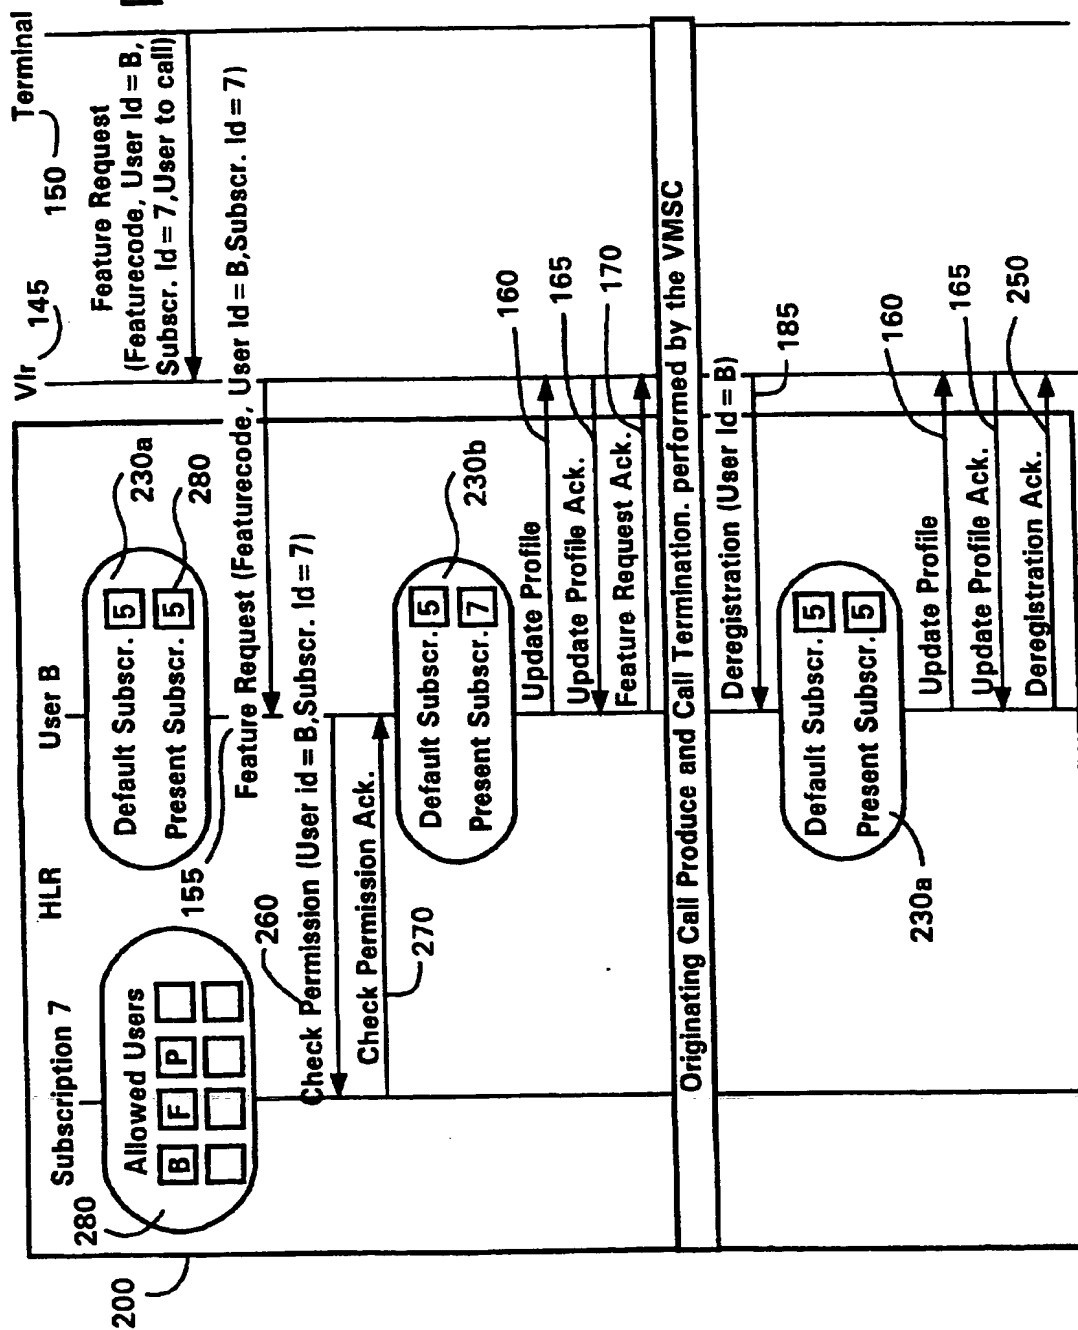 Subscription 7
HLR
User B
Vlr
145
Terminal
150
200
280
Allowed Users
B F P
Default Subscr. 5
Present Subscr. 5
230a
280
Feature Request
(Featurecode, User Id = B,
Subscr. Id = 7,User to call)
155
Feature Request (Featurecode, User Id = B,Subscr. Id = 7)
260
Check Permission (User id = B,Subscr. Id = 7)
Check Permission Ack.
270
Default Subscr. 5
Present Subscr. 7
230b
Update Profile
160
Update Profile Ack.
165
Feature Request Ack.
170
Originating Call Produce and Call Termination. performed by the VMSC
Deregistration (User Id = B)
185
Default Subscr. 5
Present Subscr. 5
230a
Update Profile
160
Update Profile Ack.
165
Deregistration Ack.
250